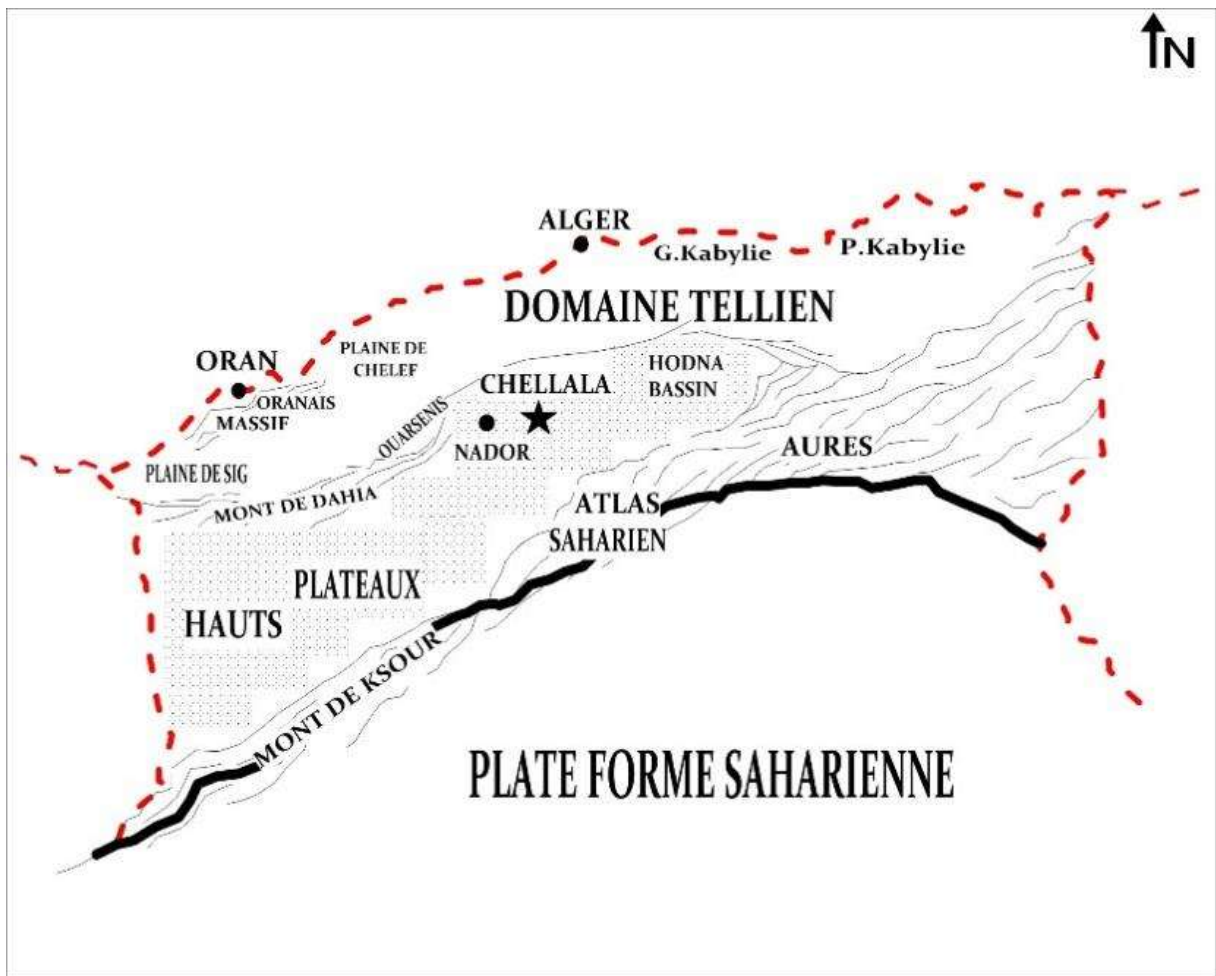 N
ALGER
G.Kabylie
P.Kabylie
DOMAINE TELLIEN
ORAN
PLAINE DE
CHELEF
ORANAIS
MASSIF
HODNA
BASSIN
CHELLALA
OUARSENIS
NADOR
PLAINE DE SIG
MONT DE DAHIA
AURES
ATLAS
SAHARIEN
PLATEAUX
HAUTS
MONT DE KSOUR
PLATE FORME SAHARIENNE